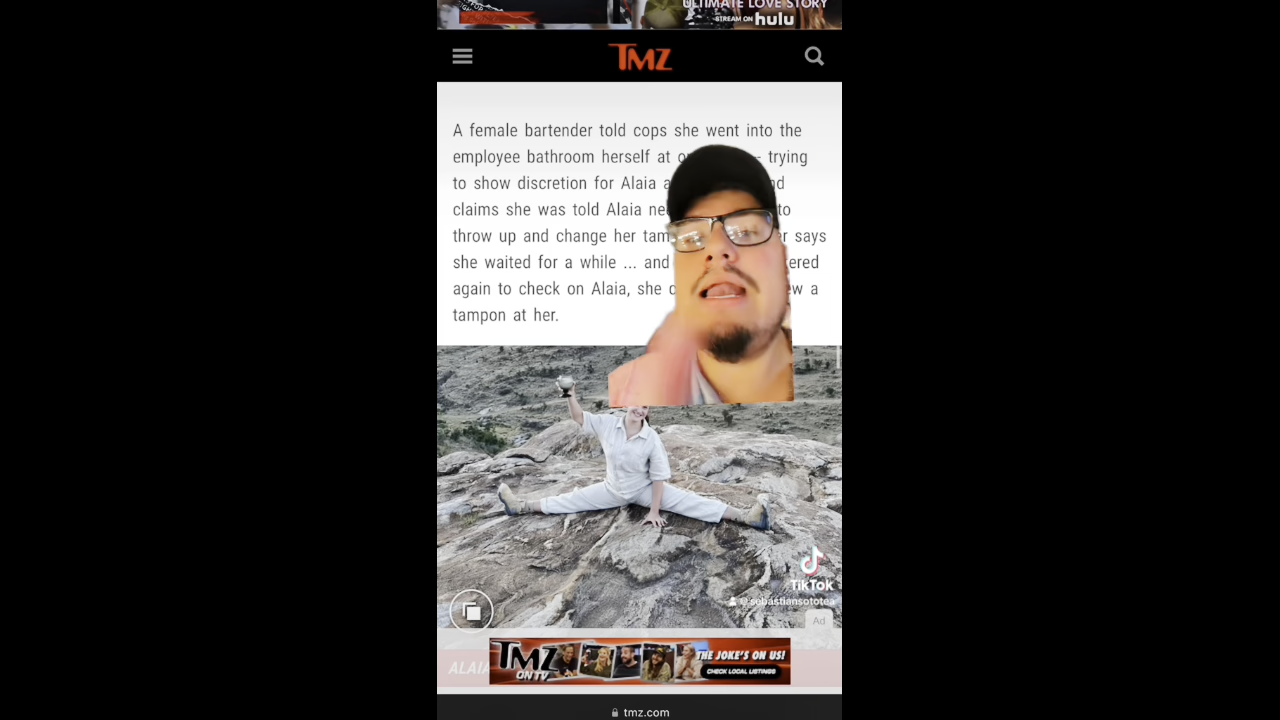 ULTIMATE LOVE STORY
STREAM ON hulu
TMZ
A female bartender told cops she went into the
employee bathroom herself at trying
to show discretion for Alaia
claims she was told Alaia to
throw up and change her says
she waited for a while ... and
again to check on Alaia, she a
tampon at her.
TikTok
@sebastiansototea
Ad
ALAIA
TMZ
ON TV
THE JOKE'S ON US!
CHECK LOCAL LISTINGS
tmz.com